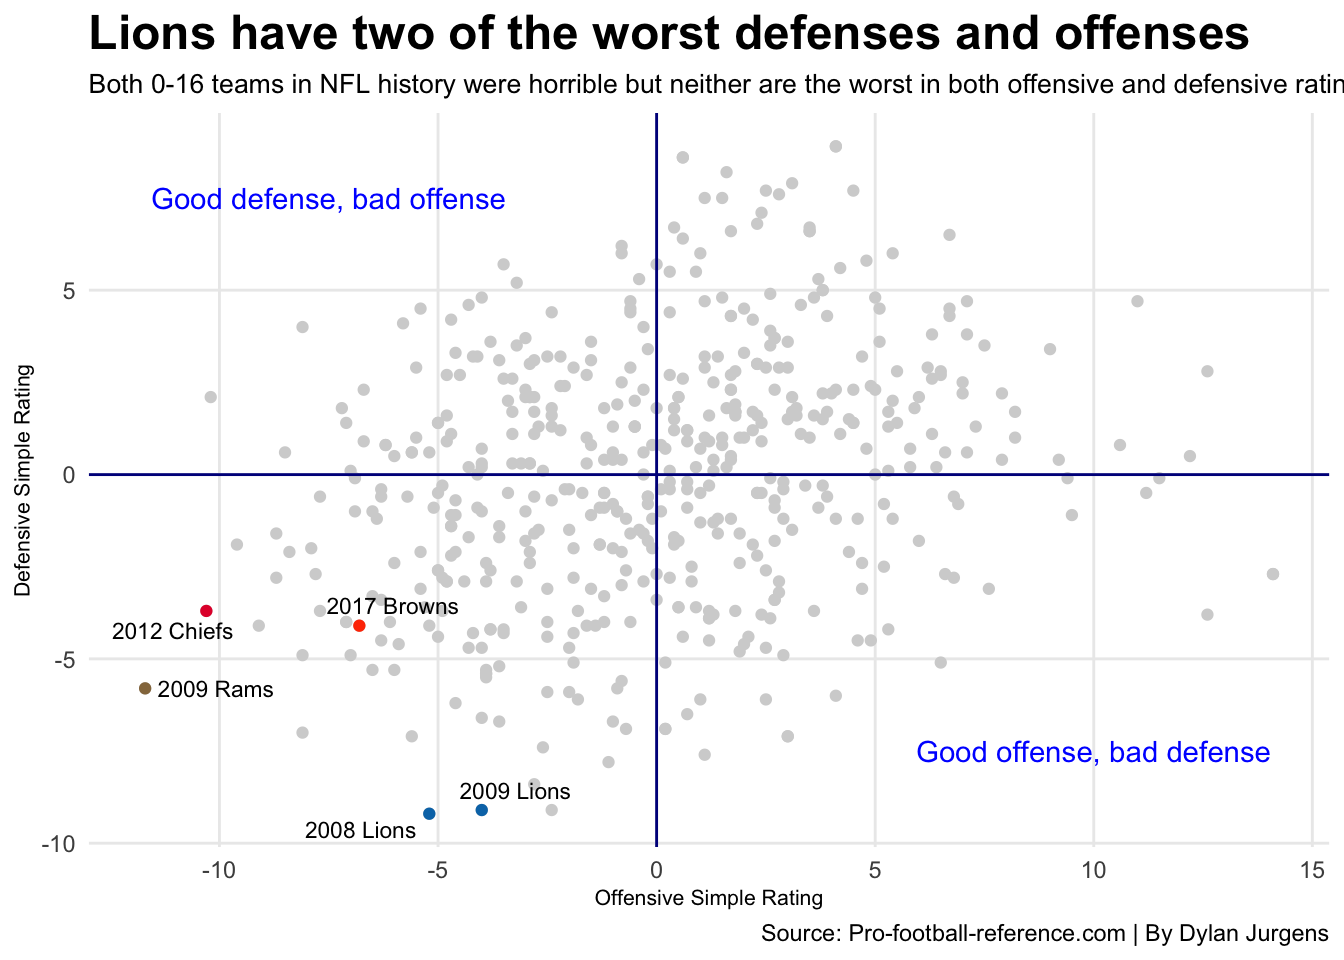 Lions have two of the worst defenses and offenses
Both 0-16 teams in NFL history were horrible but neither are the worst in both offensive and defensive ratin
Good defense, bad offense
5
Defensive Simple Rating
0
2017 Browns
2012 Chiefs
-5
2009 Rams
Good offense, bad defense
2009 Lions
2008 Lions
-10
-10 -5 0 5 10 15
Offensive Simple Rating
Source: Pro-football-reference.com | By Dylan Jurgens